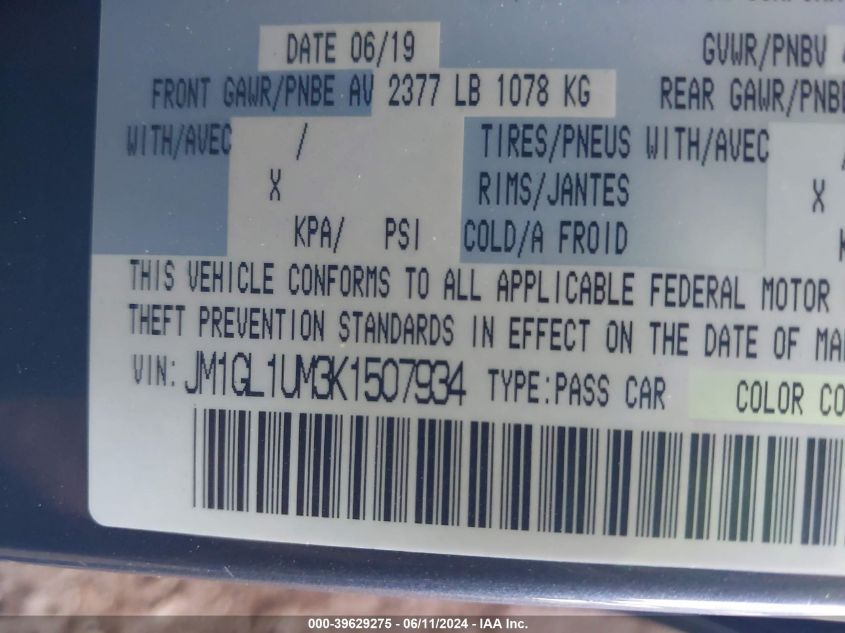 DATE 06/19 GVWR/PNBV
FRONT GAWR/PNBE AV 2377 LB 1078 KG REAR GAWR/PNBE
WITH/AVEC / TIRES/PNEUS WITH/AVEC
X RIMS/JANTES X
KPA/ PSI COLD/A FROID
THIS VEHICLE CONFORMS TO ALL APPLICABLE FEDERAL MOTOR
THEFT PREVENTION STANDARDS IN EFFECT ON THE DATE OF MA
VIN: JM1GL1UM3K1507934 TYPE:PASS CAR COLOR CO
000-39629275 - 06/11/2024 - IAA Inc.